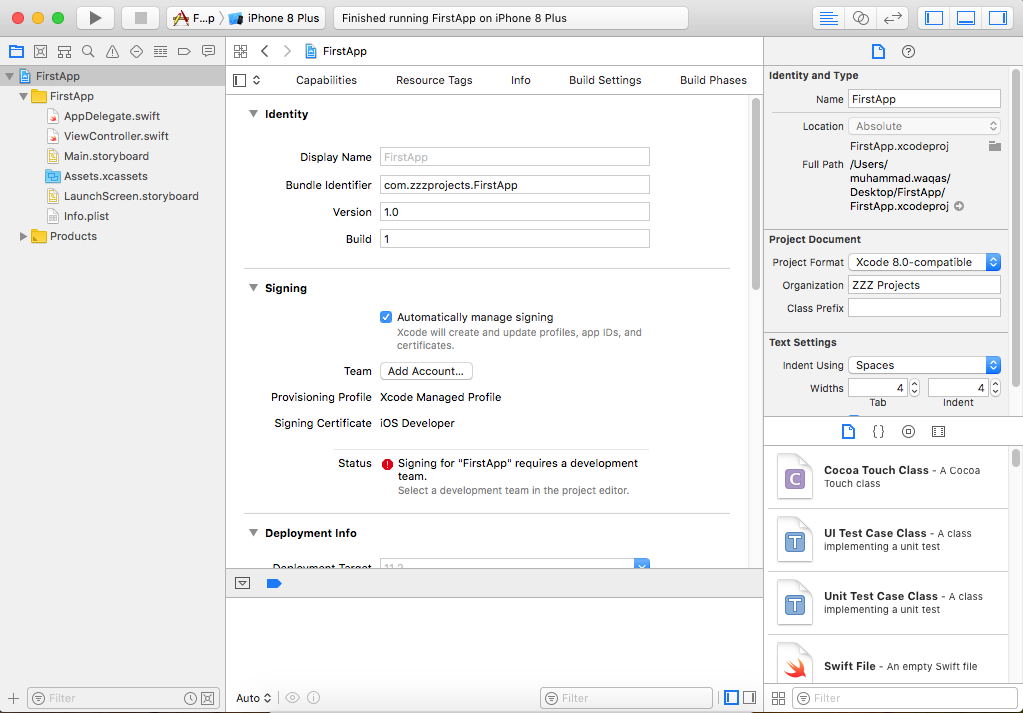 F...p
iPhone 8 Plus
Finished running FirstApp on iPhone 8 Plus
FirstApp
FirstApp
AppDelegate.swift
ViewController.swift
Main.storyboard
Assets.xcassets
LaunchScreen.storyboard
Info.plist
Products
Filter
FirstApp
Capabilities
Resource Tags
Info
Build Settings
Build Phases
Identity
Display Name FirstApp
Bundle Identifier com.zzzprojects.FirstApp
Version 1.0
Build 1
Signing
Automatically manage signing
Xcode will create and update profiles, app IDs, and
certificates.
Team Add Account...
Provisioning Profile Xcode Managed Profile
Signing Certificate iOS Developer
Status Signing for "FirstApp" requires a development
team.
Select a development team in the project editor.
Deployment Info
Deployment Target 11.2
Auto
Filter
Identity and Type
Name FirstApp
Location Absolute
FirstApp.xcodeproj
Full Path /Users/
muhammad.waqas/
Desktop/FirstApp/
FirstApp.xcodeproj
Project Document
Project Format Xcode 8.0-compatible
Organization ZZZ Projects
Class Prefix
Text Settings
Indent Using Spaces
Widths 4 4
Tab Indent
{}
C
Cocoa Touch Class - A Cocoa
Touch class
T
UI Test Case Class - A class
implementing a unit test
T
Unit Test Case Class - A class
implementing a unit test
Swift File - An empty Swift file
Filter